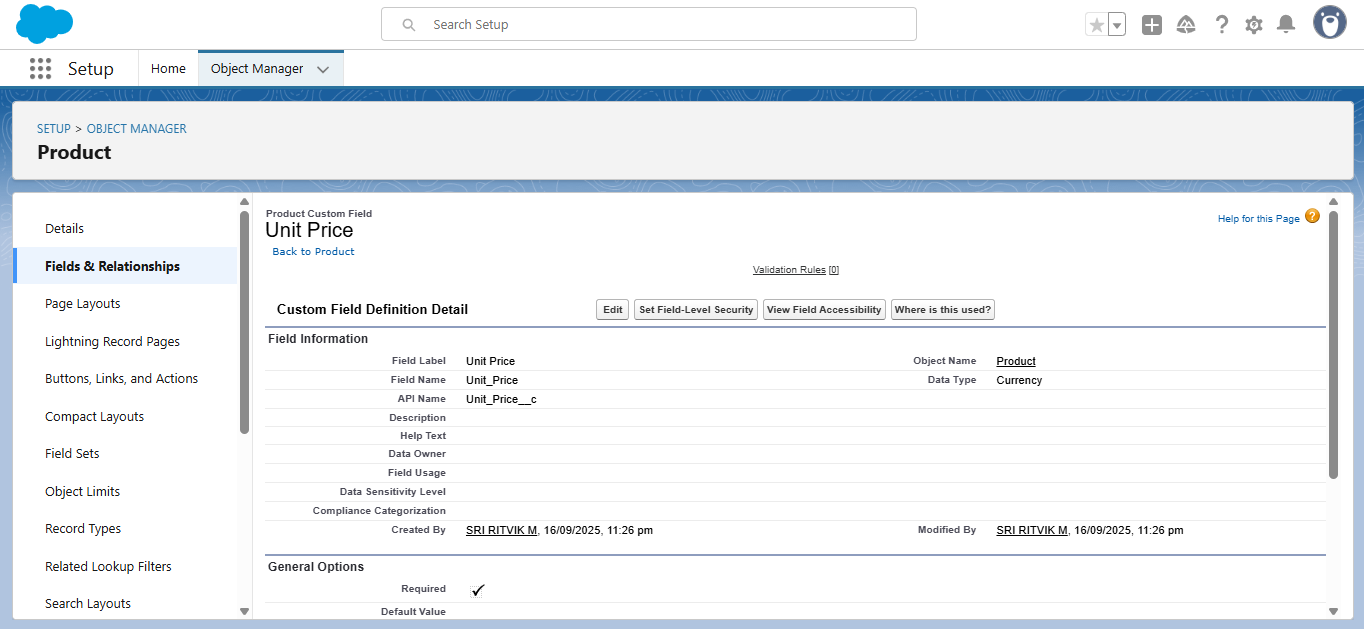 Search Setup
Setup
Home
Object Manager
SETUP > OBJECT MANAGER
Product
Details
Fields & Relationships
Page Layouts
Lightning Record Pages
Buttons, Links, and Actions
Compact Layouts
Field Sets
Object Limits
Record Types
Related Lookup Filters
Search Layouts
Product Custom Field
Unit Price
Back to Product
Help for this Page ?
Validation Rules [0]
Custom Field Definition Detail
Edit
Set Field-Level Security
View Field Accessibility
Where is this used?
Field Information
Field Label Unit Price Object Name Product
Field Name Unit_Price Data Type Currency
API Name Unit_Price__c
Description
Help Text
Data Owner
Field Usage
Data Sensitivity Level
Compliance Categorization
Created By SRI RITVIK M, 16/09/2025, 11:26 pm Modified By SRI RITVIK M, 16/09/2025, 11:26 pm
General Options
Required ✓
Default Value